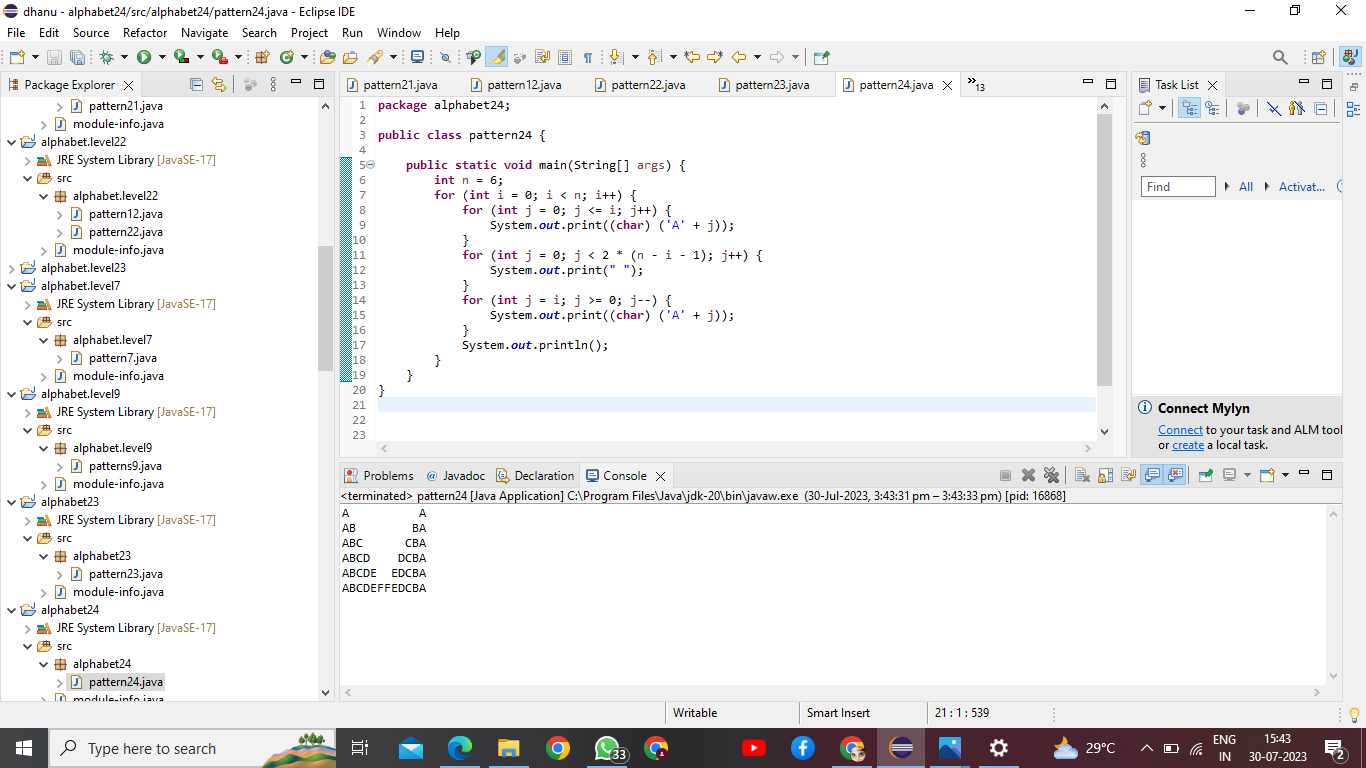 dhanu - alphabet24/src/alphabet24/pattern24.java - Eclipse IDE
File Edit Source Refactor Navigate Search Project Run Window Help
Package Explorer
pattern21.java
module-info.java
alphabet.level22
JRE System Library [JavaSE-17]
src
alphabet.level22
pattern12.java
pattern22.java
module-info.java
alphabet.level23
alphabet.level7
JRE System Library [JavaSE-17]
src
alphabet.level7
pattern7.java
module-info.java
alphabet.level9
JRE System Library [JavaSE-17]
src
alphabet.level9
patterns9.java
module-info.java
alphabet23
JRE System Library [JavaSE-17]
src
alphabet23
pattern23.java
module-info.java
alphabet24
JRE System Library [JavaSE-17]
src
alphabet24
pattern24.java
module-info.java
pattern21.java pattern12.java pattern22.java pattern23.java pattern24.java »13
1 package alphabet24;
2
3 public class pattern24 {
4
5     public static void main(String[] args) {
6         int n = 6;
7         for (int i = 0; i < n; i++) {
8             for (int j = 0; j <= i; j++) {
9                 System.out.print((char) ('A' + j));
10             }
11             for (int j = 0; j < 2 * (n - i - 1); j++) {
12                 System.out.print(" ");
13             }
14             for (int j = i; j >= 0; j--) {
15                 System.out.print((char) ('A' + j));
16             }
17             System.out.println();
18         }
19     }
20 }
21
22
23
Task List
Find All Activat...
Connect Mylyn
Connect to your task and ALM tool
or create a local task.
Problems @ Javadoc Declaration Console
<terminated> pattern24 [Java Application] C:\Program Files\Java\jdk-20\bin\javaw.exe (30-Jul-2023, 3:43:31 pm – 3:43:33 pm) [pid: 16868]
A          A
AB        BA
ABC      CBA
ABCD    DCBA
ABCDE  EDCBA
ABCDEFFEDCBA
Writable Smart Insert 21 : 1 : 539
Type here to search
33
29°C
ENG
IN
15:43
30-07-2023
2